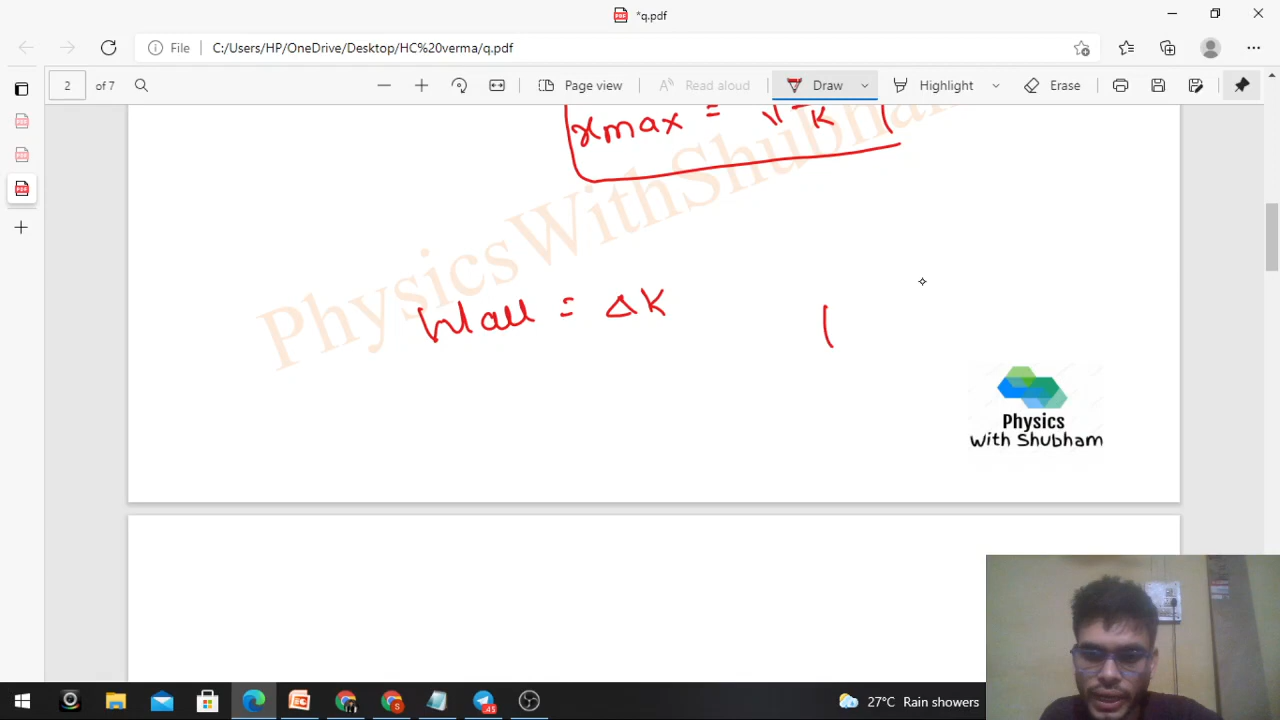 *q.pdf
File C:/Users/HP/OneDrive/Desktop/HC%20verma/q.pdf
2 of 7 Page view Read aloud Draw Highlight Erase
xmax = K
PhysicsWithShubham
Wall = ΔK
Physics
With Shubham
27°C Rain showers